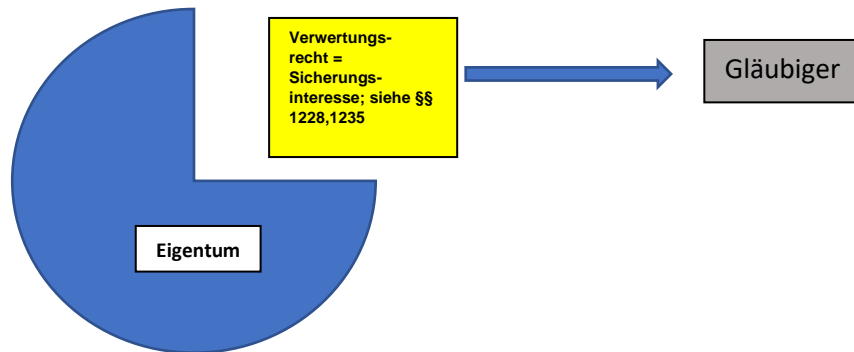 Verwertungs-
recht =
Sicherungs-
interesse; siehe §§
1228,1235
Gläubiger
Eigentum